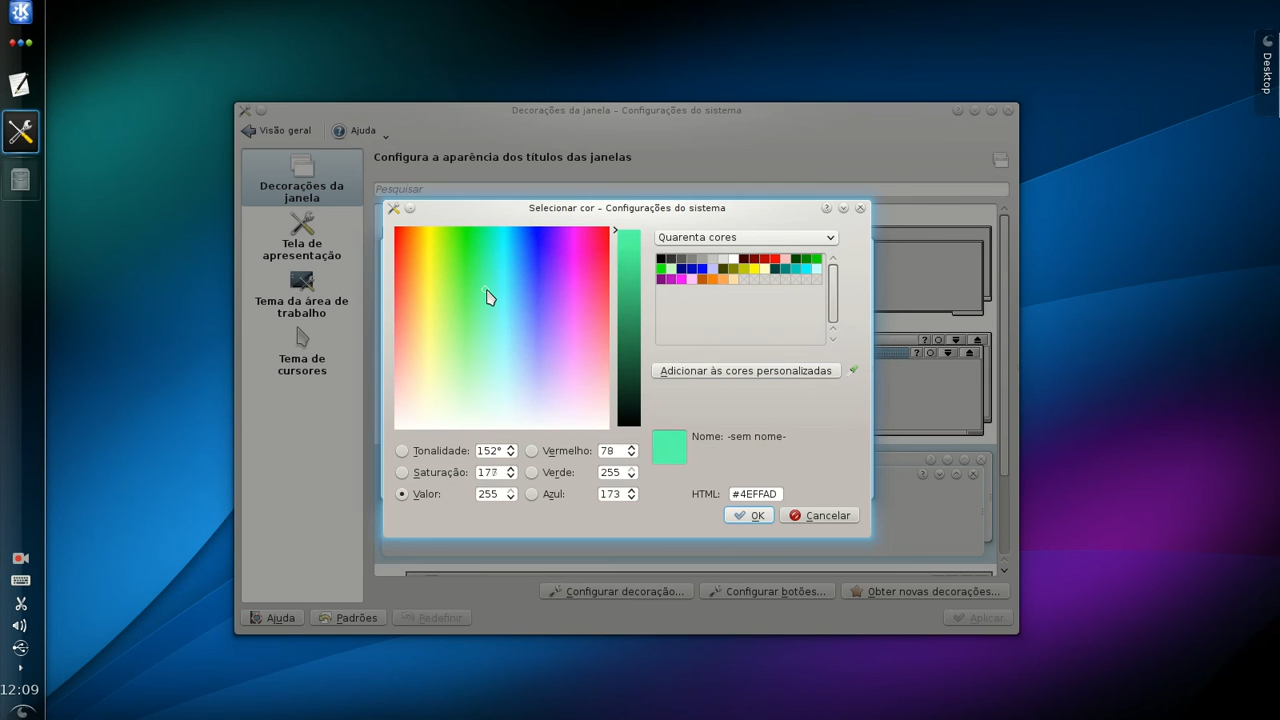 Desktop
Decorações da janela – Configurações do sistema
Visão geral
Ajuda
Configura a aparência dos títulos das janelas
Pesquisar
Decorações da
janela
Tela de
apresentação
Tema da área de
trabalho
Tema de
cursores
Selecionar cor – Configurações do sistema
Quarenta cores
Adicionar às cores personalizadas
Nome: -sem nome-
Tonalidade: 152° Vermelho: 78
Saturação: 177 Verde: 255
Valor: 255 Azul: 173
HTML: #4EFFAD
OK
Cancelar
Configurar decoração...
Configurar botões...
Obter novas decorações...
Ajuda
Padrões
Redefinir
Aplicar
12:09